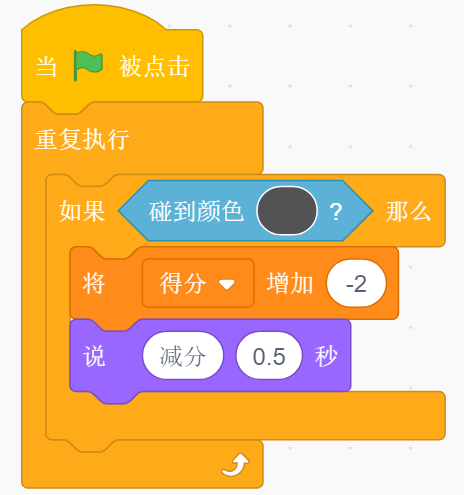 当 被点击
重复执行
如果 碰到颜色 ? 那么
将 得分 增加 -2
说 减分 0.5 秒